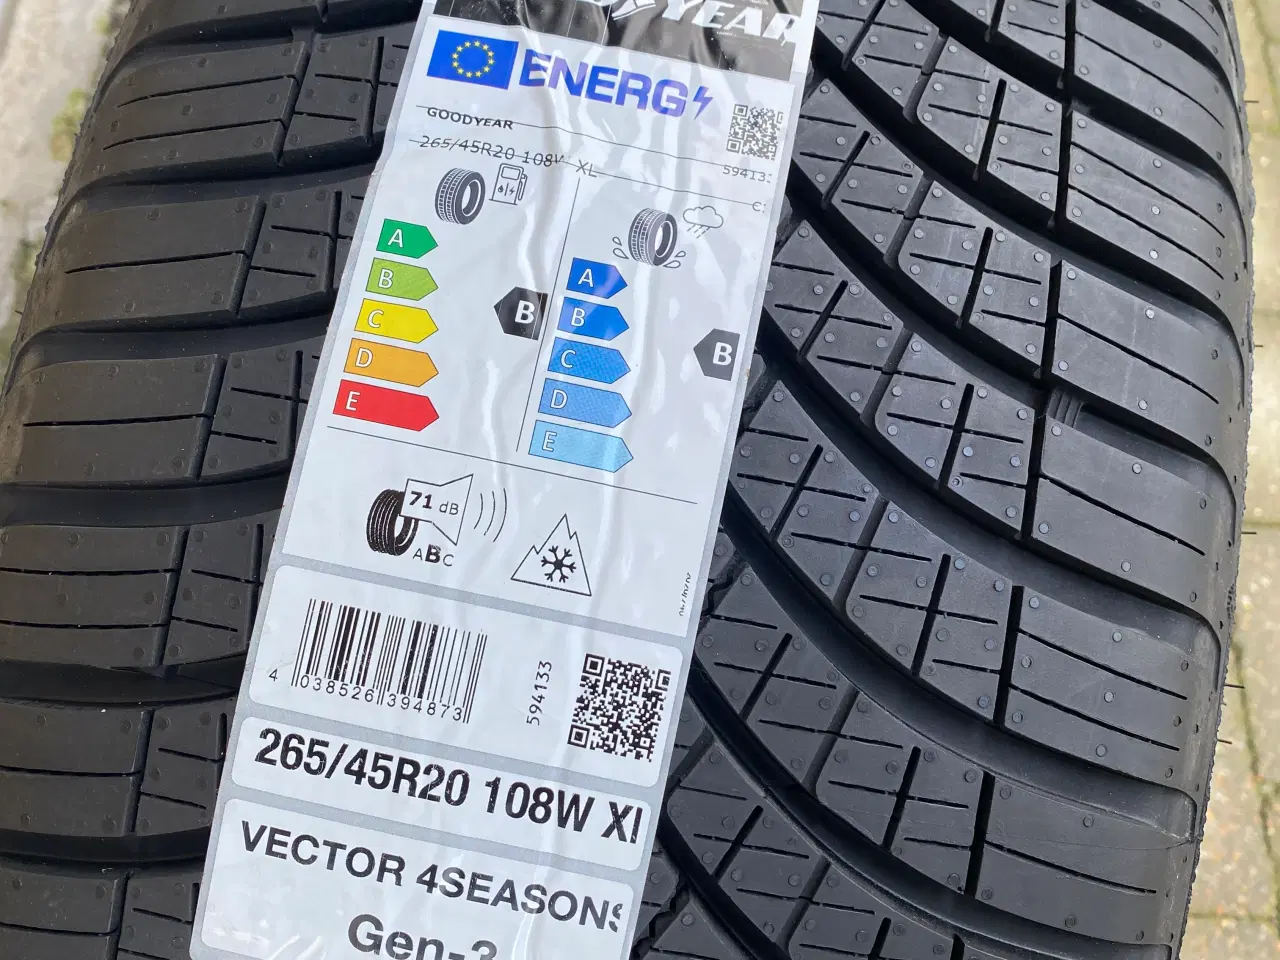 YEAR
ENERG
GOODYEAR
265/45R20 108W XL
59413
A
B
C
D
E
B
A
B
C
D
E
B
71 dB
ABC
4 038526 394873
594133
265/45R20 108W Xl
VECTOR 4SEASONS
Gen-3